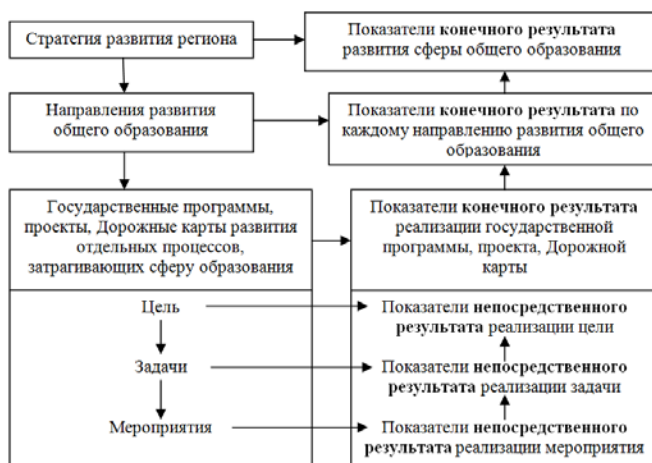 Стратегия развития региона
Показатели конечного результата
развития сферы общего образования
Направления развития
общего образования
Показатели конечного результата по
каждому направлению развития общего
образования
Государственные программы,
проекты, Дорожные карты развития
отдельных процессов,
затрагивающих сферу образования
Показатели конечного результата
реализации государственной
программы, проекта, Дорожной
карты
Цель
Показатели непосредственного
результата реализации цели
Задачи
Показатели непосредственного
результата реализации задачи
Мероприятия
Показатели непосредственного
результата реализации мероприятия